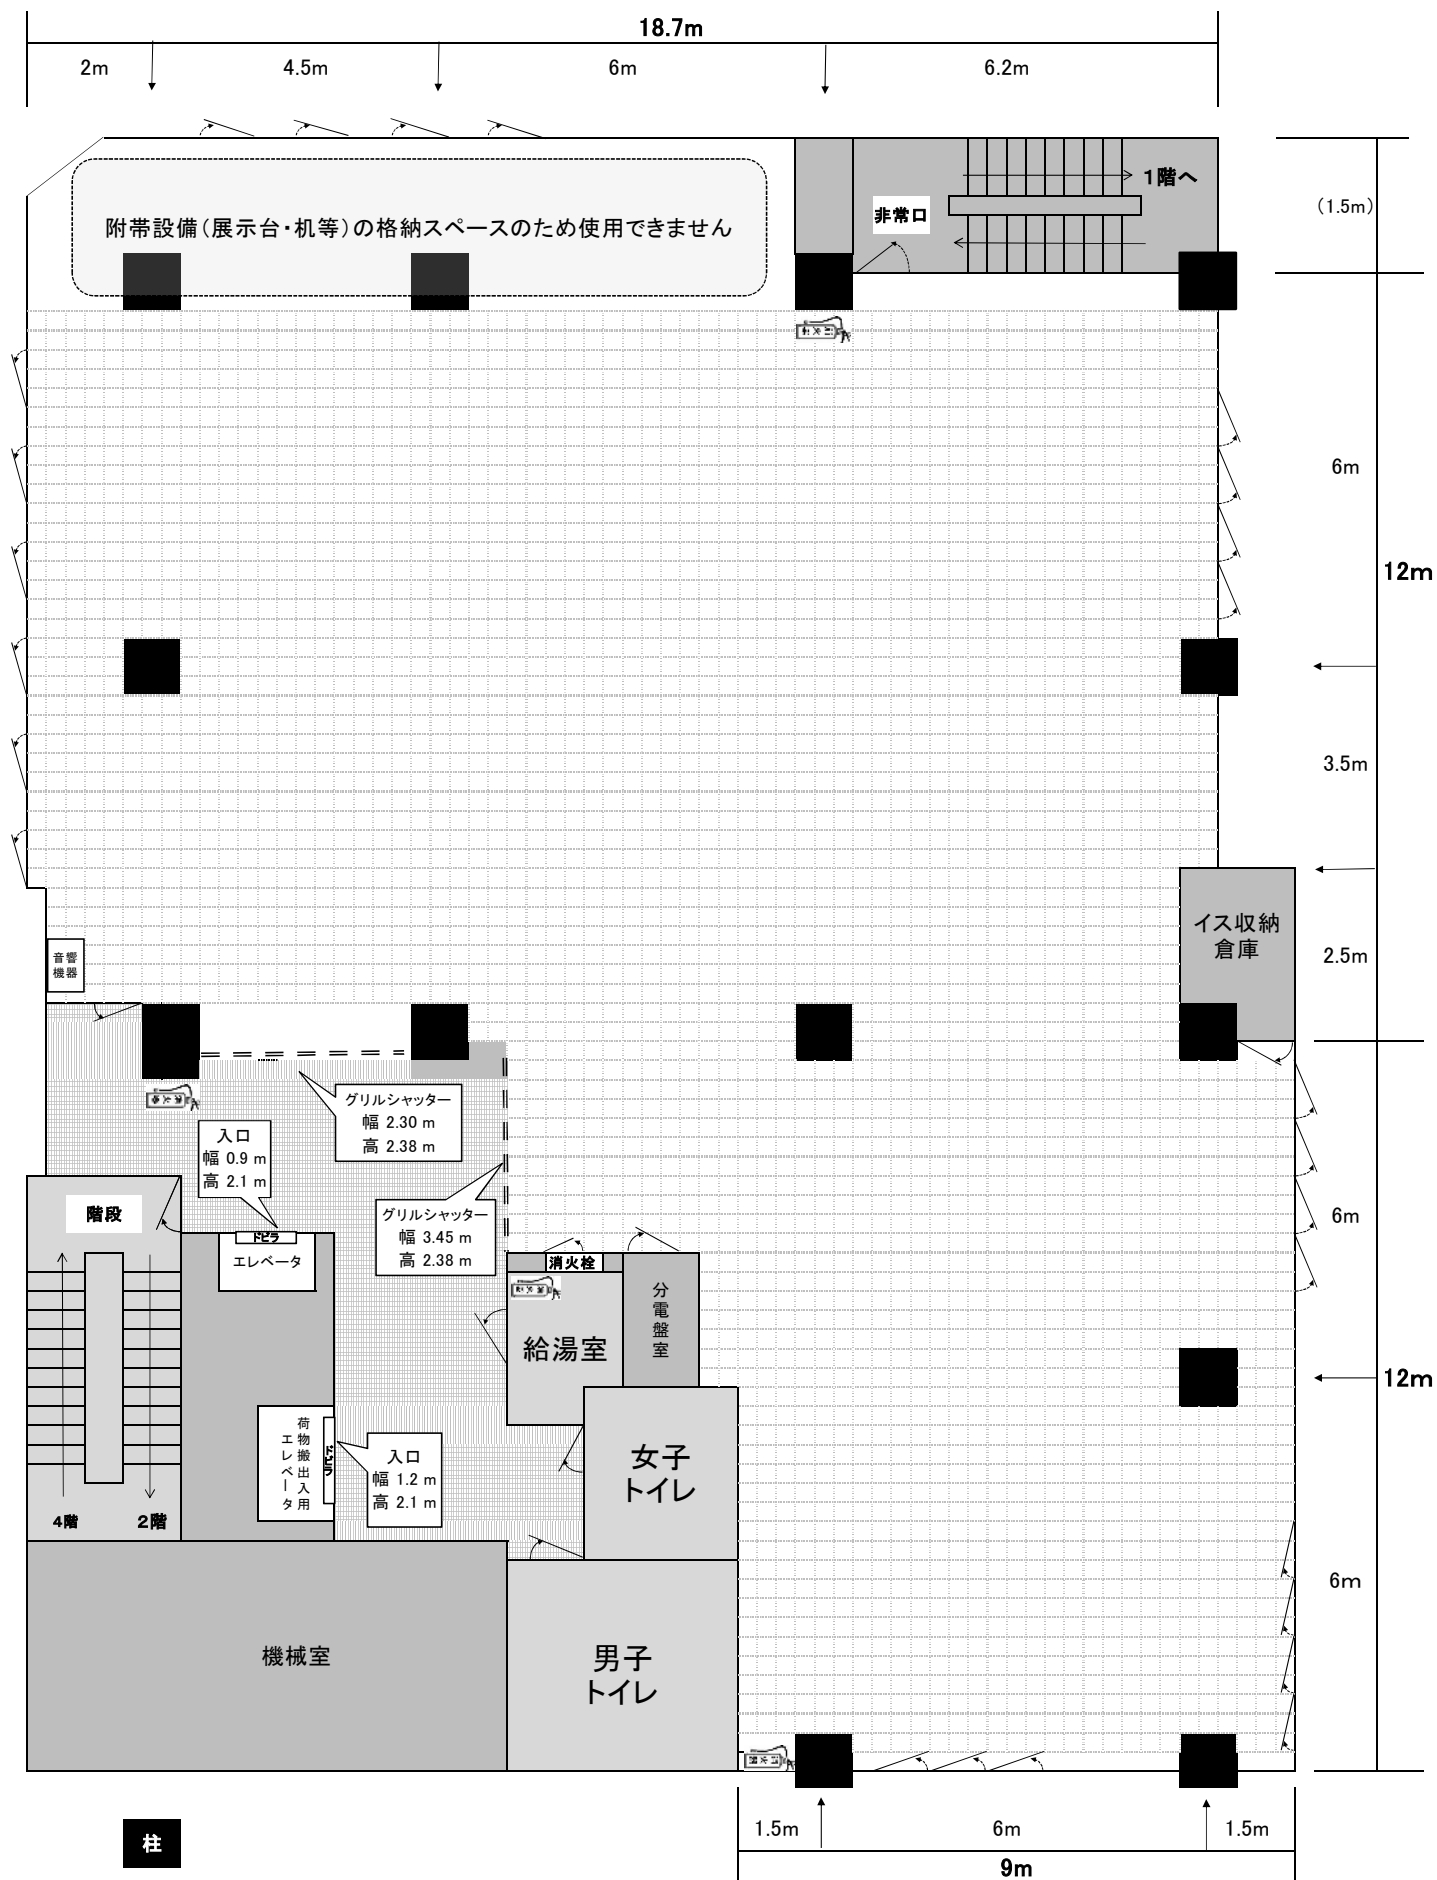 18.7m
2m
4.5m
6m
6.2m
1階へ
非常口
(1.5m)
附帯設備(展示台・机等)の格納スペースのため使用できません
6m
12m
3.5m
イス収納
倉庫
2.5m
音響
機器
グリルシャッター
幅 2.30 m
高 2.38 m
入口
幅 0.9 m
高 2.1 m
階段
グリルシャッター
幅 3.45 m
高 2.38 m
6m
ドビラ
エレベータ
消火栓
分電盤室
給湯室
12m
荷物搬出入用
エレベータ
ドビラ
入口
幅 1.2 m
高 2.1 m
女子
トイレ
4階
2階
6m
機械室
男子
トイレ
柱
1.5m
6m
1.5m
9m